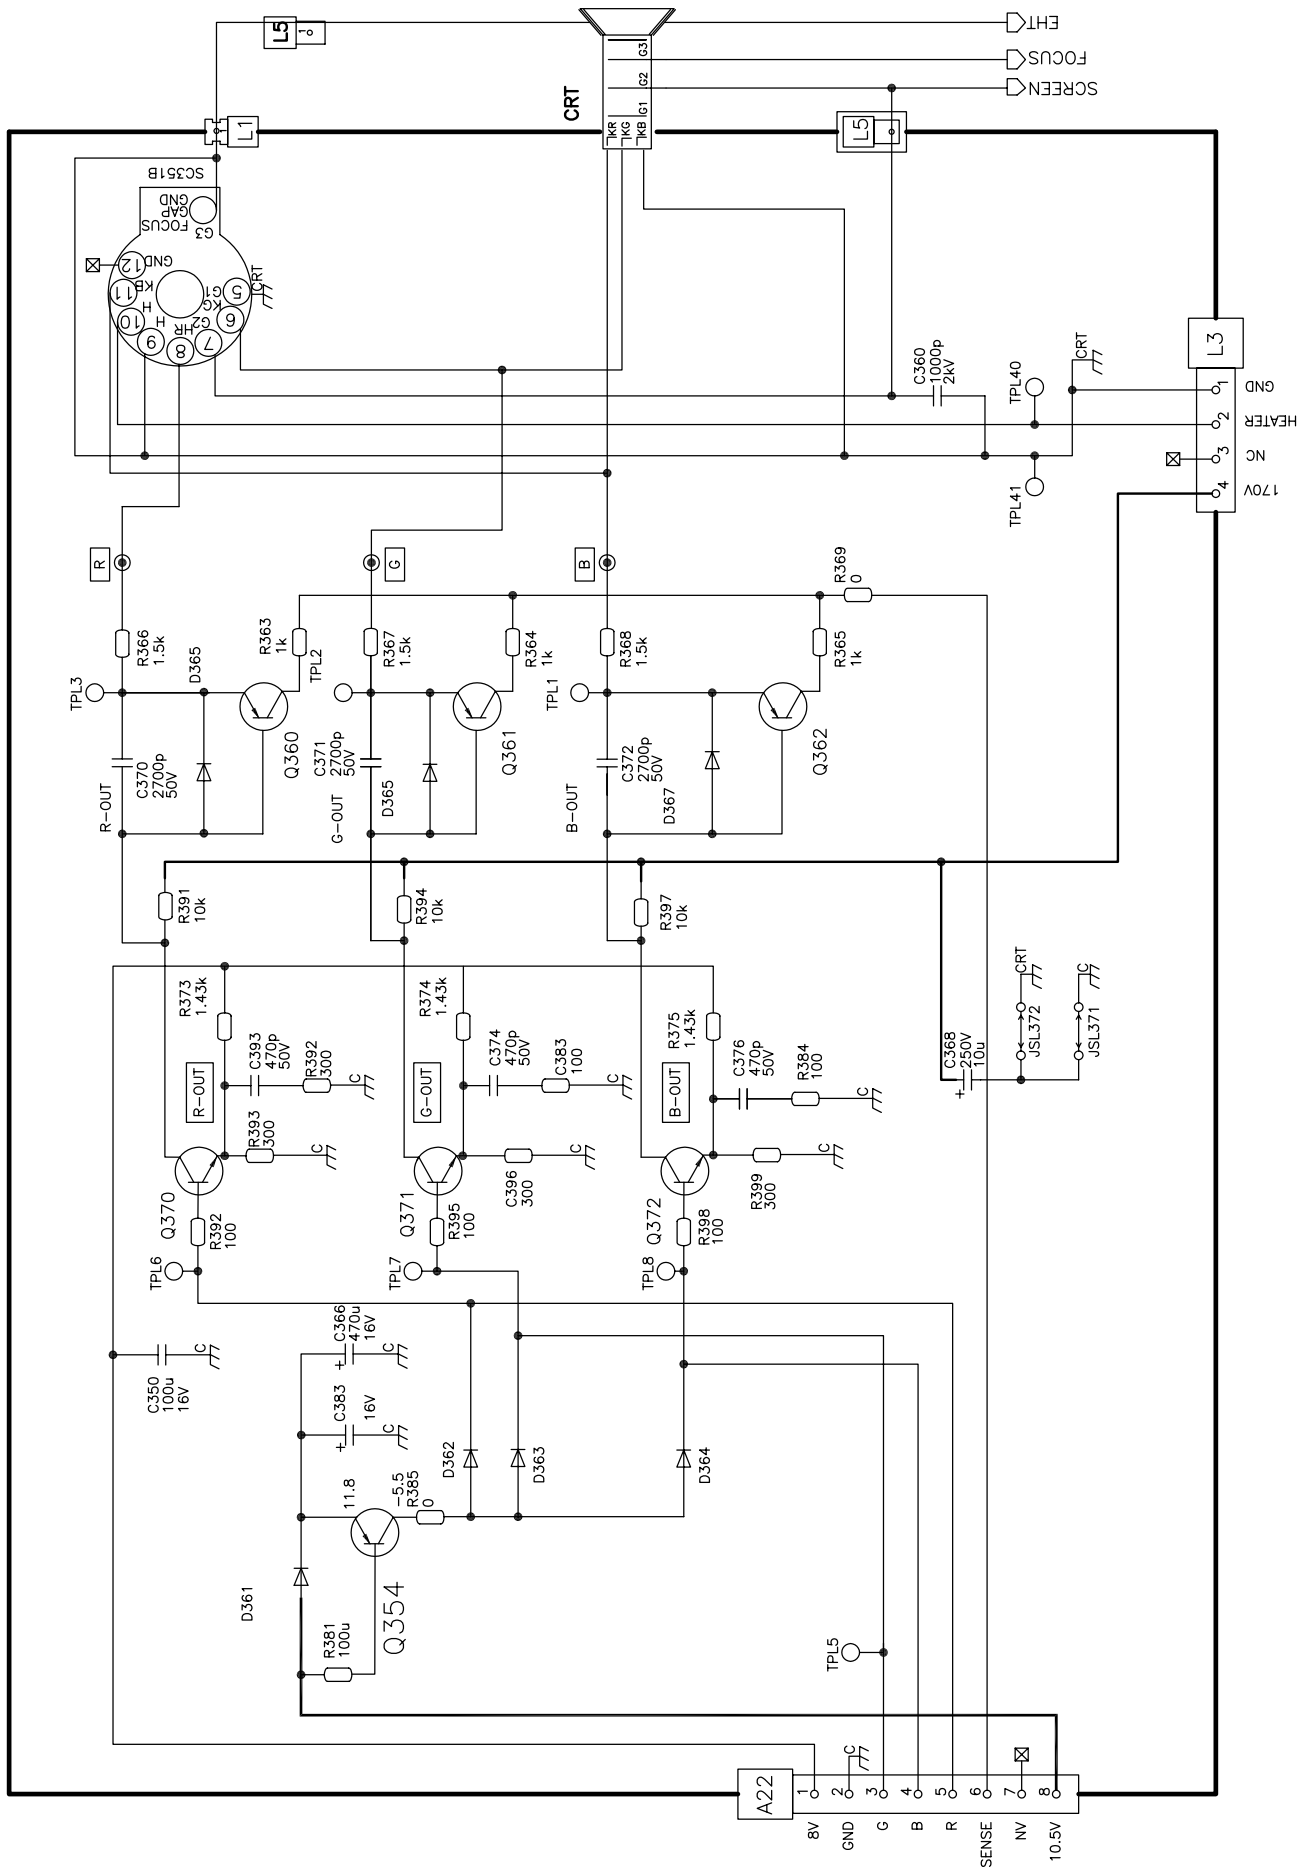 EHT
FOCUS
SCREEN
L5
1
CRT
G3
G2
G1
KR
KG
KB
L1
1
L5
SC351B
GND
GAP
FOCUS
G3
12
GND
11
KB
10
H
9
H
8
HR
7
G2
6
KG
5
G1
CRT
C360
1000p
2kV
TPL40
TPL41
CRT
L3
1
GND
2
HEATER
3
NC
4
170V
R
G
B
R366
1.5k
R363
1k
TPL2
R367
1.5k
R364
1k
R368
1.5k
R365
1k
R369
0
TPL3
D365
Q360
C370
2700p
50V
R-OUT
C371
2700p
50V
D365
G-OUT
Q361
TPL1
C372
2700p
50V
D367
B-OUT
Q362
R391
10k
R394
10k
R397
10k
R373
1.43k
R374
1.43k
R375
1.43k
R-OUT
C393
470p
50V
R392
300
C
R393
300
C
G-OUT
C374
470p
50V
C383
100
C
C396
300
C
B-OUT
C376
470p
50V
R384
100
C
R399
300
C
C368
250V
10u
+
JSL372
CRT
JSL371
C
Q370
R392
100
TPL6
Q371
R395
100
TPL7
Q372
R398
100
TPL8
C350
100u
16V
C
C366
470u
16V
+
C
C383
16V
+
C
11.8
-5.5
R385
0
D362
D363
D364
D361
R381
100u
Q354
TPL5
A22
1
8V
2
GND
C
3
G
4
B
5
R
6
SENSE
7
NV
8
10.5V